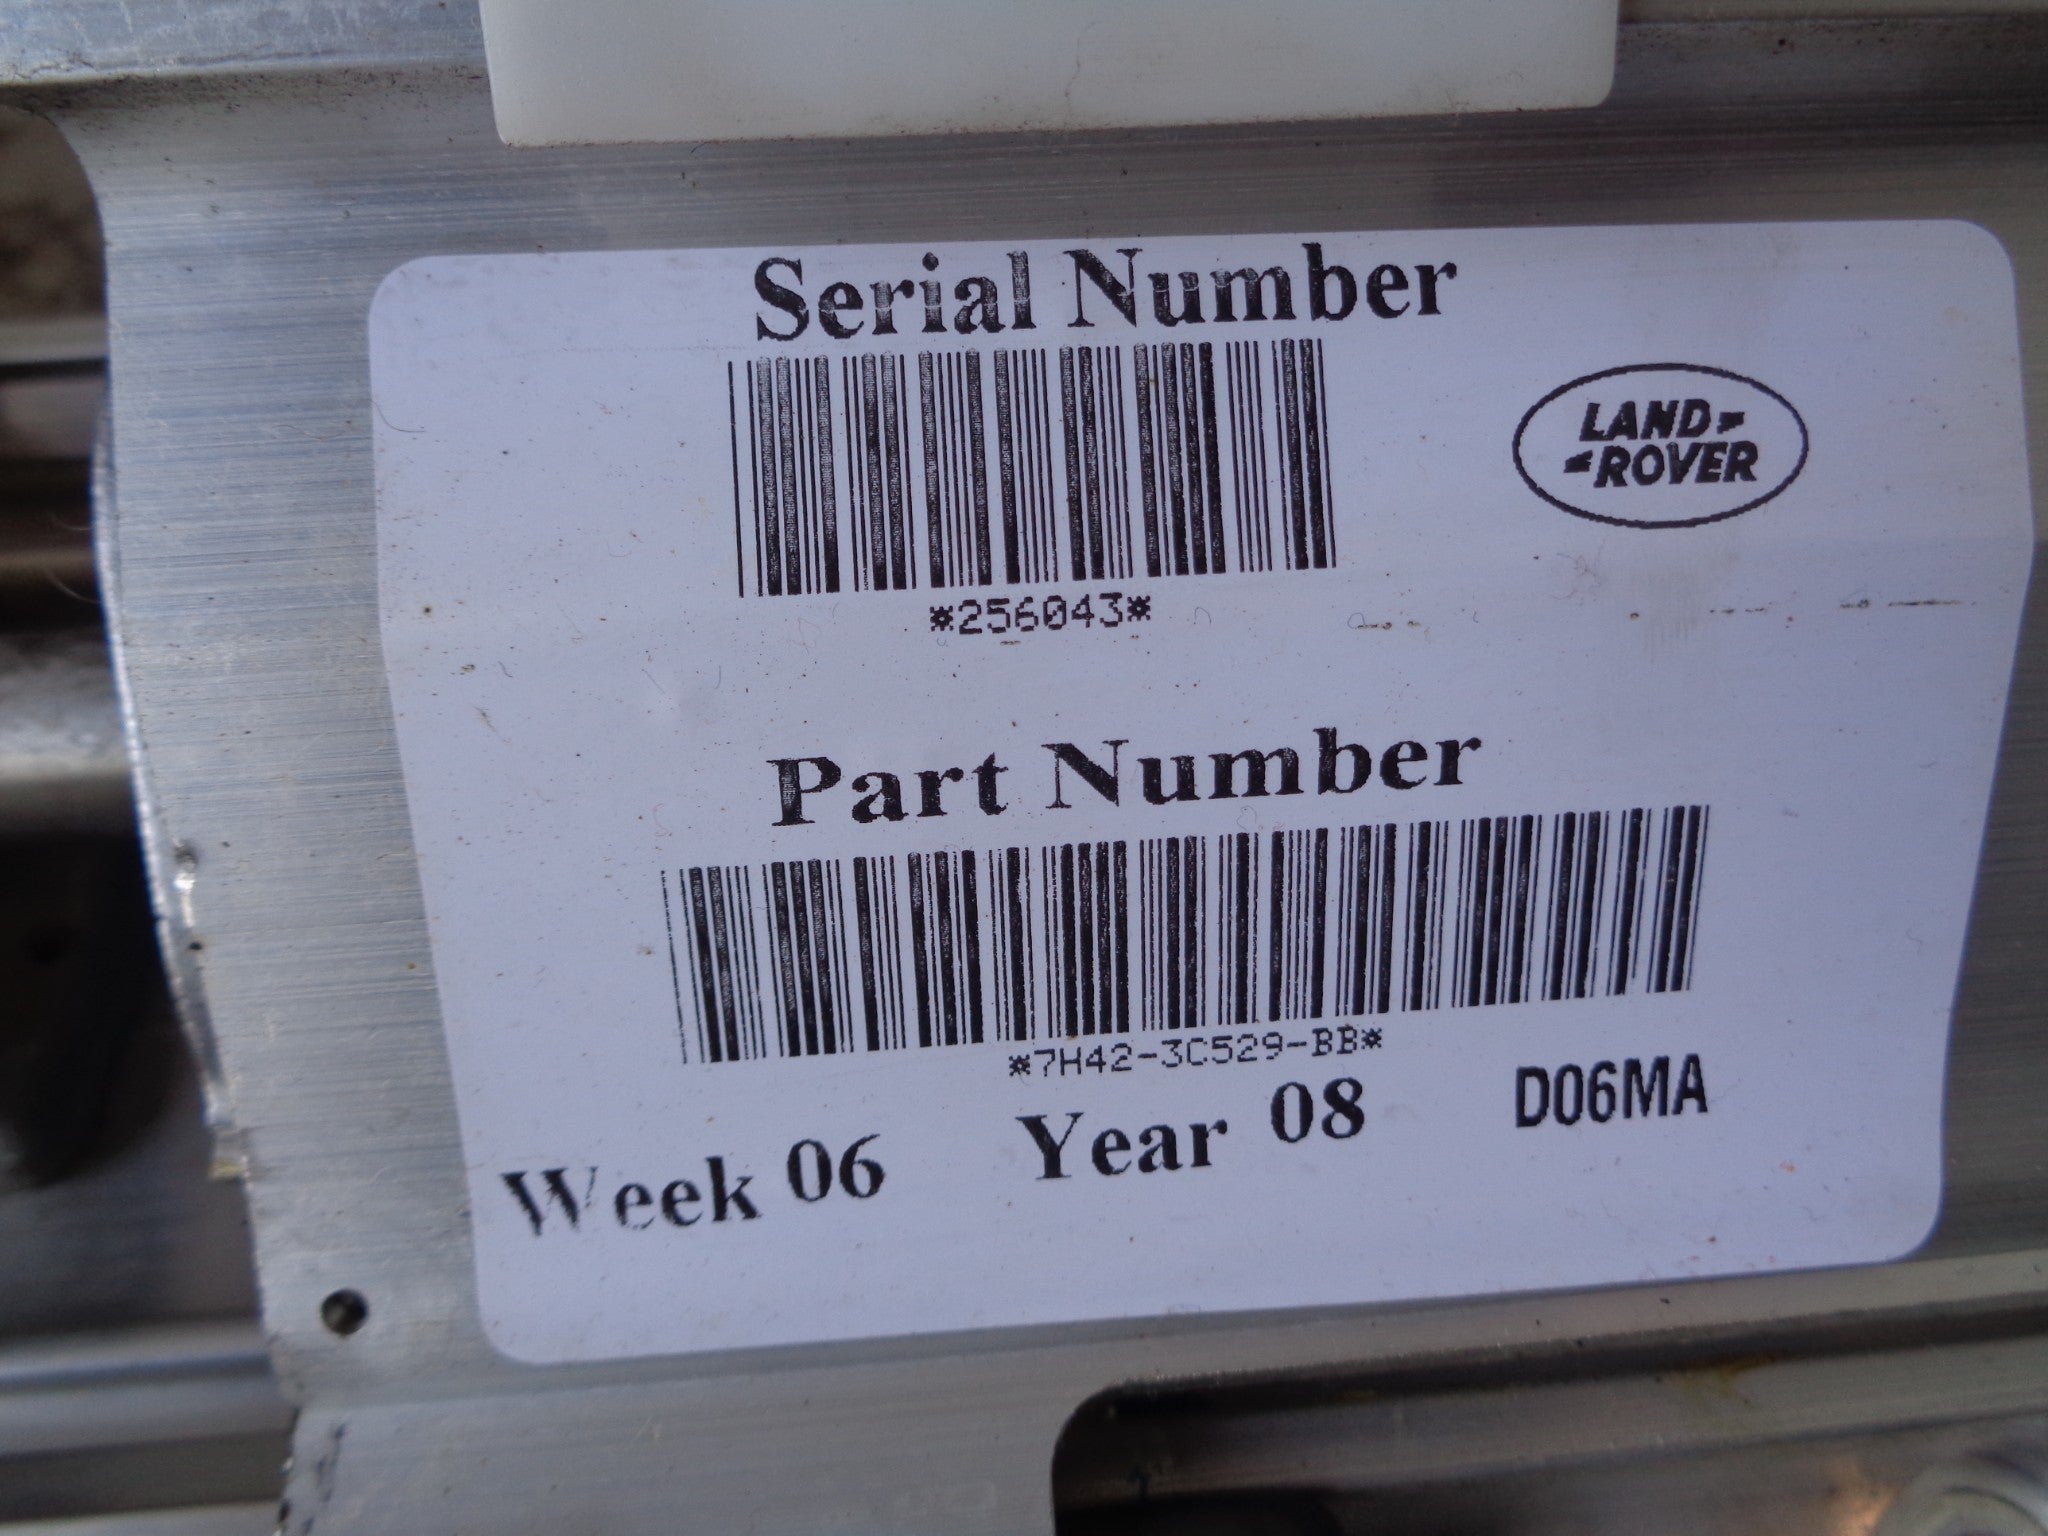 Serial Number
LAND
ROVER
*256043*
Part Number
*7H42-3C529-BB*
Week 06 Year 08 D06MA